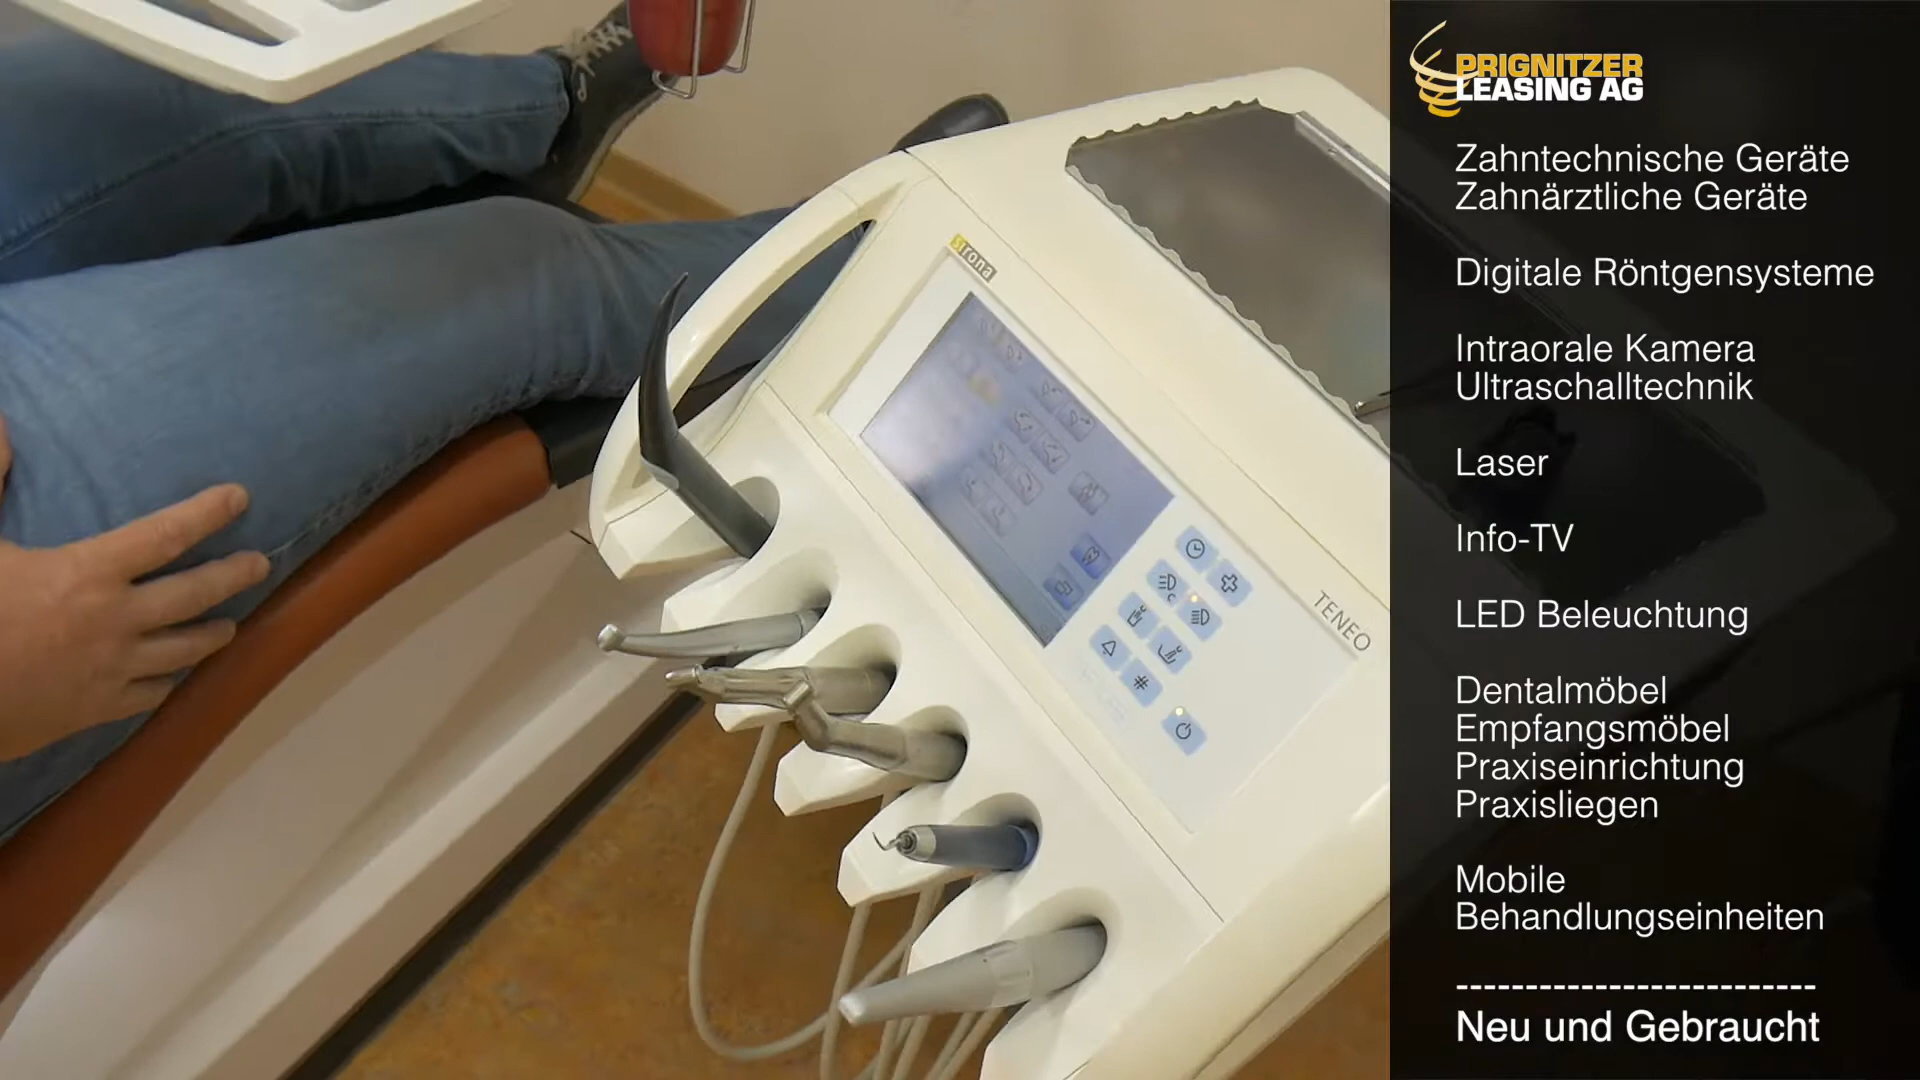 sirona
TENEO
PRIGNITZER
LEASING AG
Zahntechnische Geräte
Zahnärztliche Geräte
Digitale Röntgensysteme
Intraorale Kamera
Ultraschalltechnik
Laser
Info-TV
LED Beleuchtung
Dentalmöbel
Empfangsmöbel
Praxiseinrichtung
Praxisliegen
Mobile
Behandlungseinheiten
--------------------------
Neu und Gebraucht